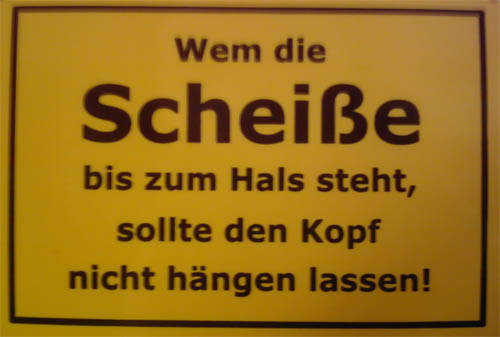 Wem die
Scheiße
bis zum Hals steht,
sollte den Kopf
nicht hängen lassen!